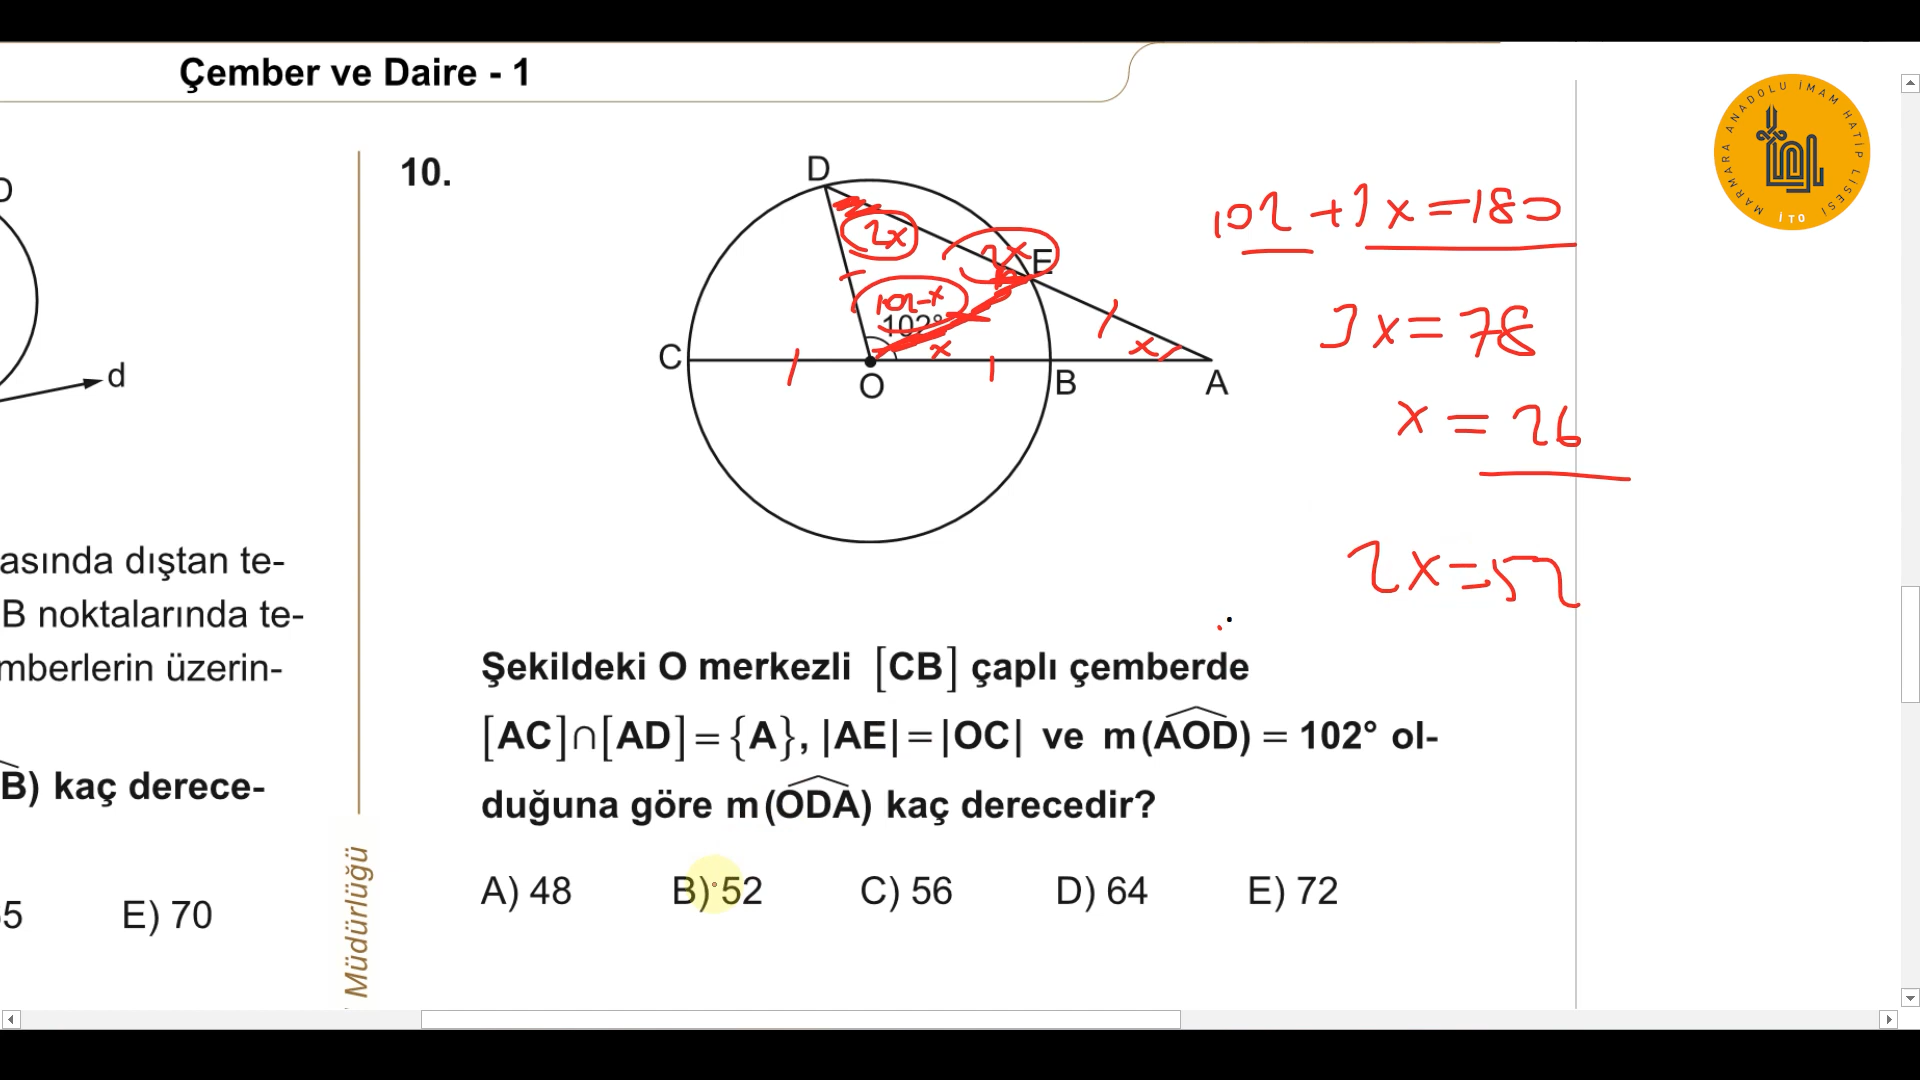 Çember ve Daire - 1
MARMARA ANADOLU İMAM HATİP LİSESİ
İTO
10.
D
2x
2x
E
102-x
102°
x
x
C
O
B
A
d
102 + 3x = 180
3x = 78
x = 26
2x = 52
asında dıştan te-
B noktalarında te-
mberlerin üzerin-
B) kaç derece-
E) 70
Müdürlüğü
Şekildeki O merkezli [CB] çaplı çemberde
[AC]∩[AD] = {A}, |AE| = |OC| ve m(AOD) = 102° ol-
duğuna göre m(ODA) kaç derecedir?
A) 48 B) 52 C) 56 D) 64 E) 72